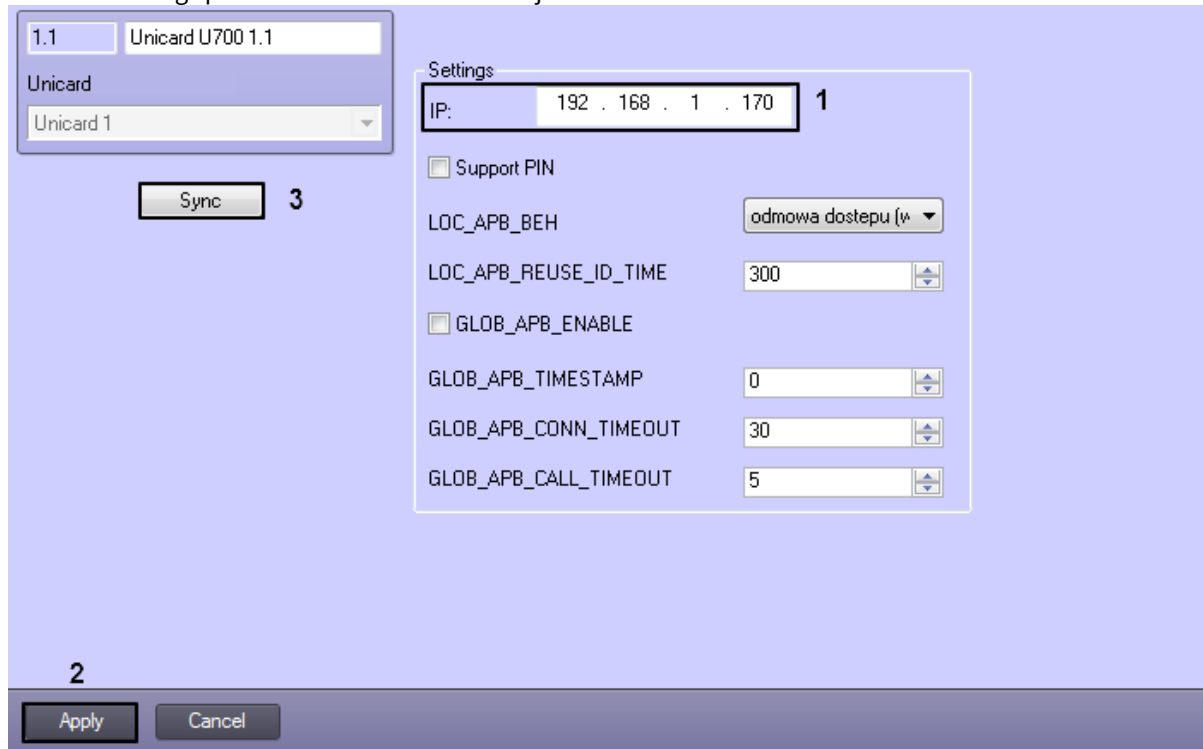 1.1 Unicard U700 1.1
Unicard
Unicard 1
Sync 3
Settings
IP: 192 . 168 . 1 . 170 1
Support PIN
LOC_APB_BEH odmowa dostepu (w
LOC_APB_REUSE_ID_TIME 300
GLOB_APB_ENABLE
GLOB_APB_TIMESTAMP 0
GLOB_APB_CONN_TIMEOUT 30
GLOB_APB_CALL_TIMEOUT 5
2
Apply Cancel